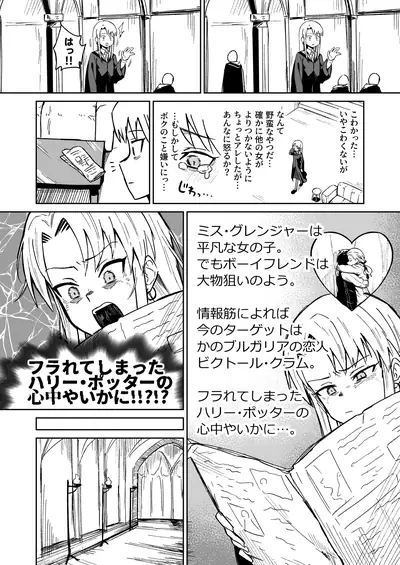 はっ!!
こわかった…
いやこわくないが
なんて
野蛮なやつだ…
確かに他の女が
よりつかないように
ちょっとアレしたが…
あんなに怒るか?
…もしかして
ボクのこと嫌いにっ…
じわっ…
ミス・グレンジャーは
平凡な女の子。
でもボーイフレンドは
大物狙いのよう。
情報筋によれば
今のターゲットは
かのブルガリアの恋人
ビクトール・クラム。
フラれてしまった
ハリー・ポッターの
心中やいかに…。
フラれてしまった
ハリー・ポッターの
心中やいかに!!?!?